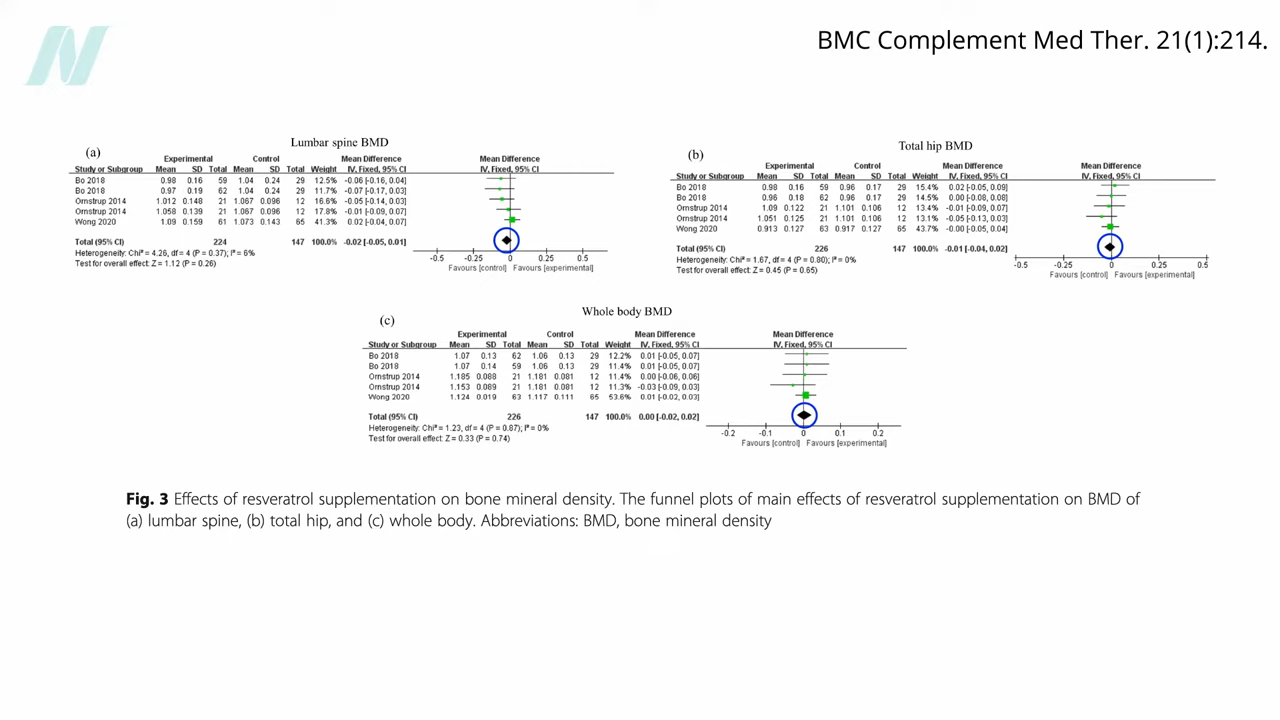 BMC Complement Med Ther. 21(1):214.
(a)
Lumbar spine BMD
Experimental Control Mean Difference Mean Difference
Study or Subgroup Mean SD Total Mean SD Total Weight IV, Fixed, 95% CI IV, Fixed, 95% CI
Bo 2018 0.98 0.16 59 1.04 0.24 29 12.5% -0.06 [-0.16, 0.04]
Bo 2018 0.97 0.19 62 1.04 0.24 29 11.7% -0.07 [-0.17, 0.03]
Ornstrup 2014 1.012 0.148 21 1.067 0.096 12 16.6% -0.05 [-0.14, 0.03]
Ornstrup 2014 1.058 0.139 21 1.067 0.096 12 17.8% -0.01 [-0.09, 0.07]
Wong 2020 1.09 0.159 61 1.073 0.143 65 41.3% 0.02 [-0.04, 0.07]
Total (95% CI) 224 147 100.0% -0.02 [-0.05, 0.01]
Heterogeneity: Chi² = 4.26, df = 4 (P = 0.37); I² = 6%
Test for overall effect: Z = 1.12 (P = 0.26)
-0.5 -0.25 0 0.25 0.5
Favours [control] Favours [experimental]
(b)
Total hip BMD
Experimental Control Mean Difference Mean Difference
Study or Subgroup Mean SD Total Mean SD Total Weight IV, Fixed, 95% CI IV, Fixed, 95% CI
Bo 2018 0.98 0.16 59 0.96 0.17 29 15.4% 0.02 [-0.05, 0.09]
Bo 2018 0.96 0.18 62 0.96 0.17 29 14.5% 0.00 [-0.08, 0.08]
Ornstrup 2014 1.09 0.122 21 1.101 0.106 12 13.4% -0.01 [-0.09, 0.07]
Ornstrup 2014 1.051 0.125 21 1.101 0.106 12 13.1% -0.05 [-0.13, 0.03]
Wong 2020 0.913 0.127 63 0.917 0.127 65 43.7% -0.00 [-0.05, 0.04]
Total (95% CI) 226 147 100.0% -0.01 [-0.04, 0.02]
Heterogeneity: Chi² = 1.67, df = 4 (P = 0.80); I² = 0%
Test for overall effect: Z = 0.45 (P = 0.65)
-0.5 -0.25 0 0.25 0.5
Favours [control] Favours [experimental]
(c)
Whole body BMD
Experimental Control Mean Difference Mean Difference
Study or Subgroup Mean SD Total Mean SD Total Weight IV, Fixed, 95% CI IV, Fixed, 95% CI
Bo 2018 1.07 0.13 62 1.06 0.13 29 12.2% 0.01 [-0.05, 0.07]
Bo 2018 1.07 0.14 59 1.06 0.13 29 11.4% 0.01 [-0.05, 0.07]
Ornstrup 2014 1.185 0.088 21 1.181 0.081 12 11.4% 0.00 [-0.06, 0.06]
Ornstrup 2014 1.153 0.089 21 1.181 0.081 12 11.3% -0.03 [-0.09, 0.03]
Wong 2020 1.124 0.019 63 1.117 0.111 65 53.6% 0.01 [-0.02, 0.03]
Total (95% CI) 226 147 100.0% 0.00 [-0.02, 0.02]
Heterogeneity: Chi² = 1.23, df = 4 (P = 0.87); I² = 0%
Test for overall effect: Z = 0.33 (P = 0.74)
-0.2 -0.1 0 0.1 0.2
Favours [control] Favours [experimental]
Fig. 3 Effects of resveratrol supplementation on bone mineral density. The funnel plots of main effects of resveratrol supplementation on BMD of
(a) lumbar spine, (b) total hip, and (c) whole body. Abbreviations: BMD, bone mineral density